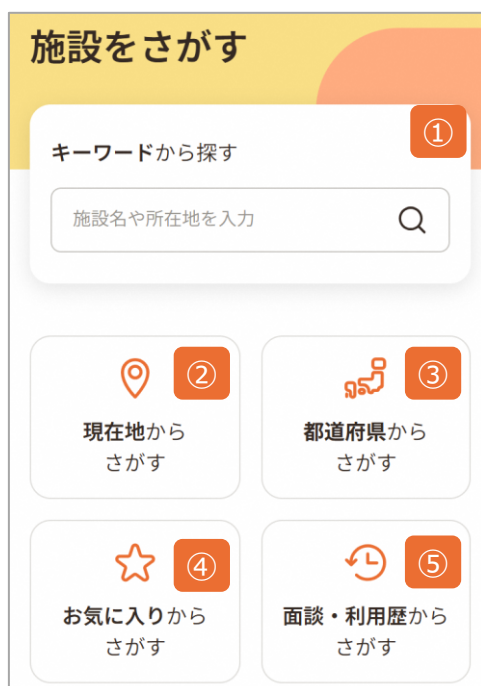 施設をさがす
①
キーワードから探す
施設名や所在地を入力
②
現在地から
さがす
③
都道府県から
さがす
④
お気に入りから
さがす
⑤
面談・利用歴から
さがす